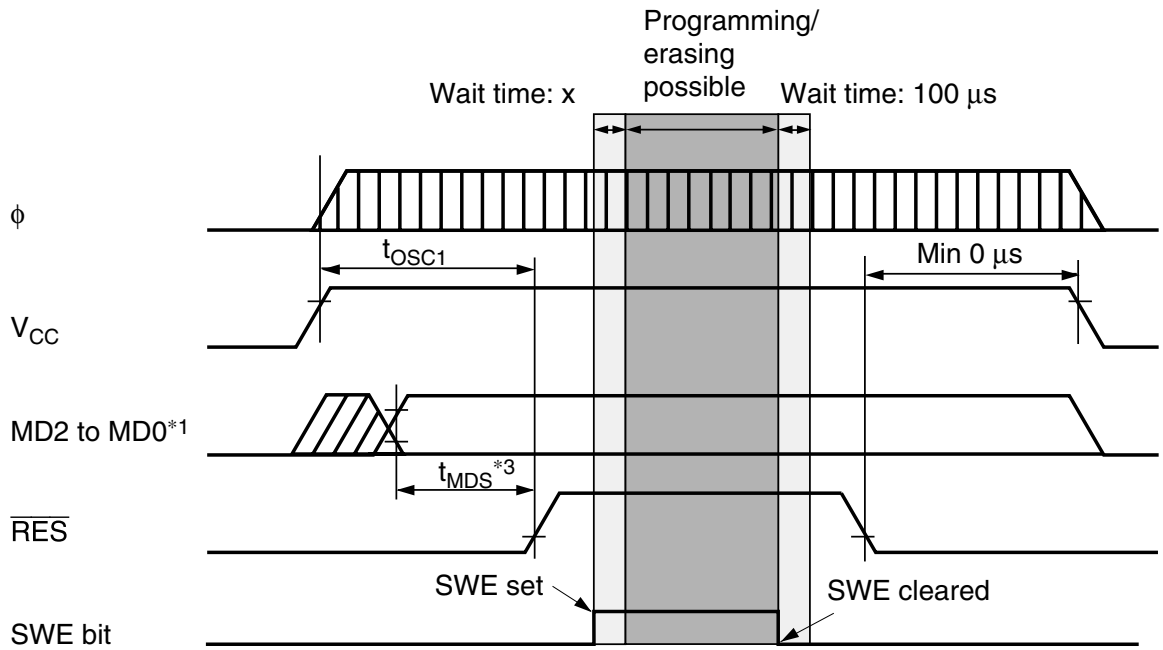 Programming/
erasing
possible
Wait time: x
Wait time: 100 μs
φ
tOSC1
Min 0 μs
VCC
MD2 to MD0*1
tMDS*3
RES
SWE set
SWE cleared
SWE bit